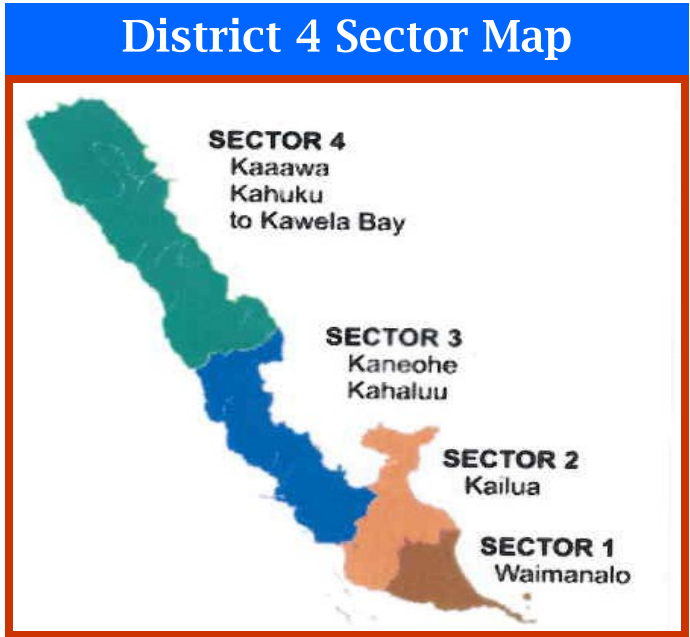 District 4 Sector Map
SECTOR 4
Kaaawa
Kahuku
to Kawela Bay
SECTOR 3
Kaneohe
Kahaluu
SECTOR 2
Kailua
SECTOR 1
Waimanalo